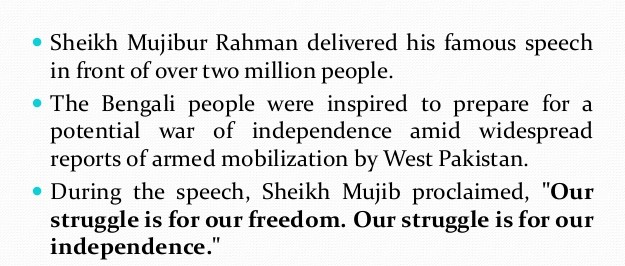 Sheikh Mujibur Rahman delivered his famous speech
in front of over two million people.
The Bengali people were inspired to prepare for a
potential war of independence amid widespread
reports of armed mobilization by West Pakistan.
During the speech, Sheikh Mujib proclaimed, "Our
struggle is for our freedom. Our struggle is for our
independence."